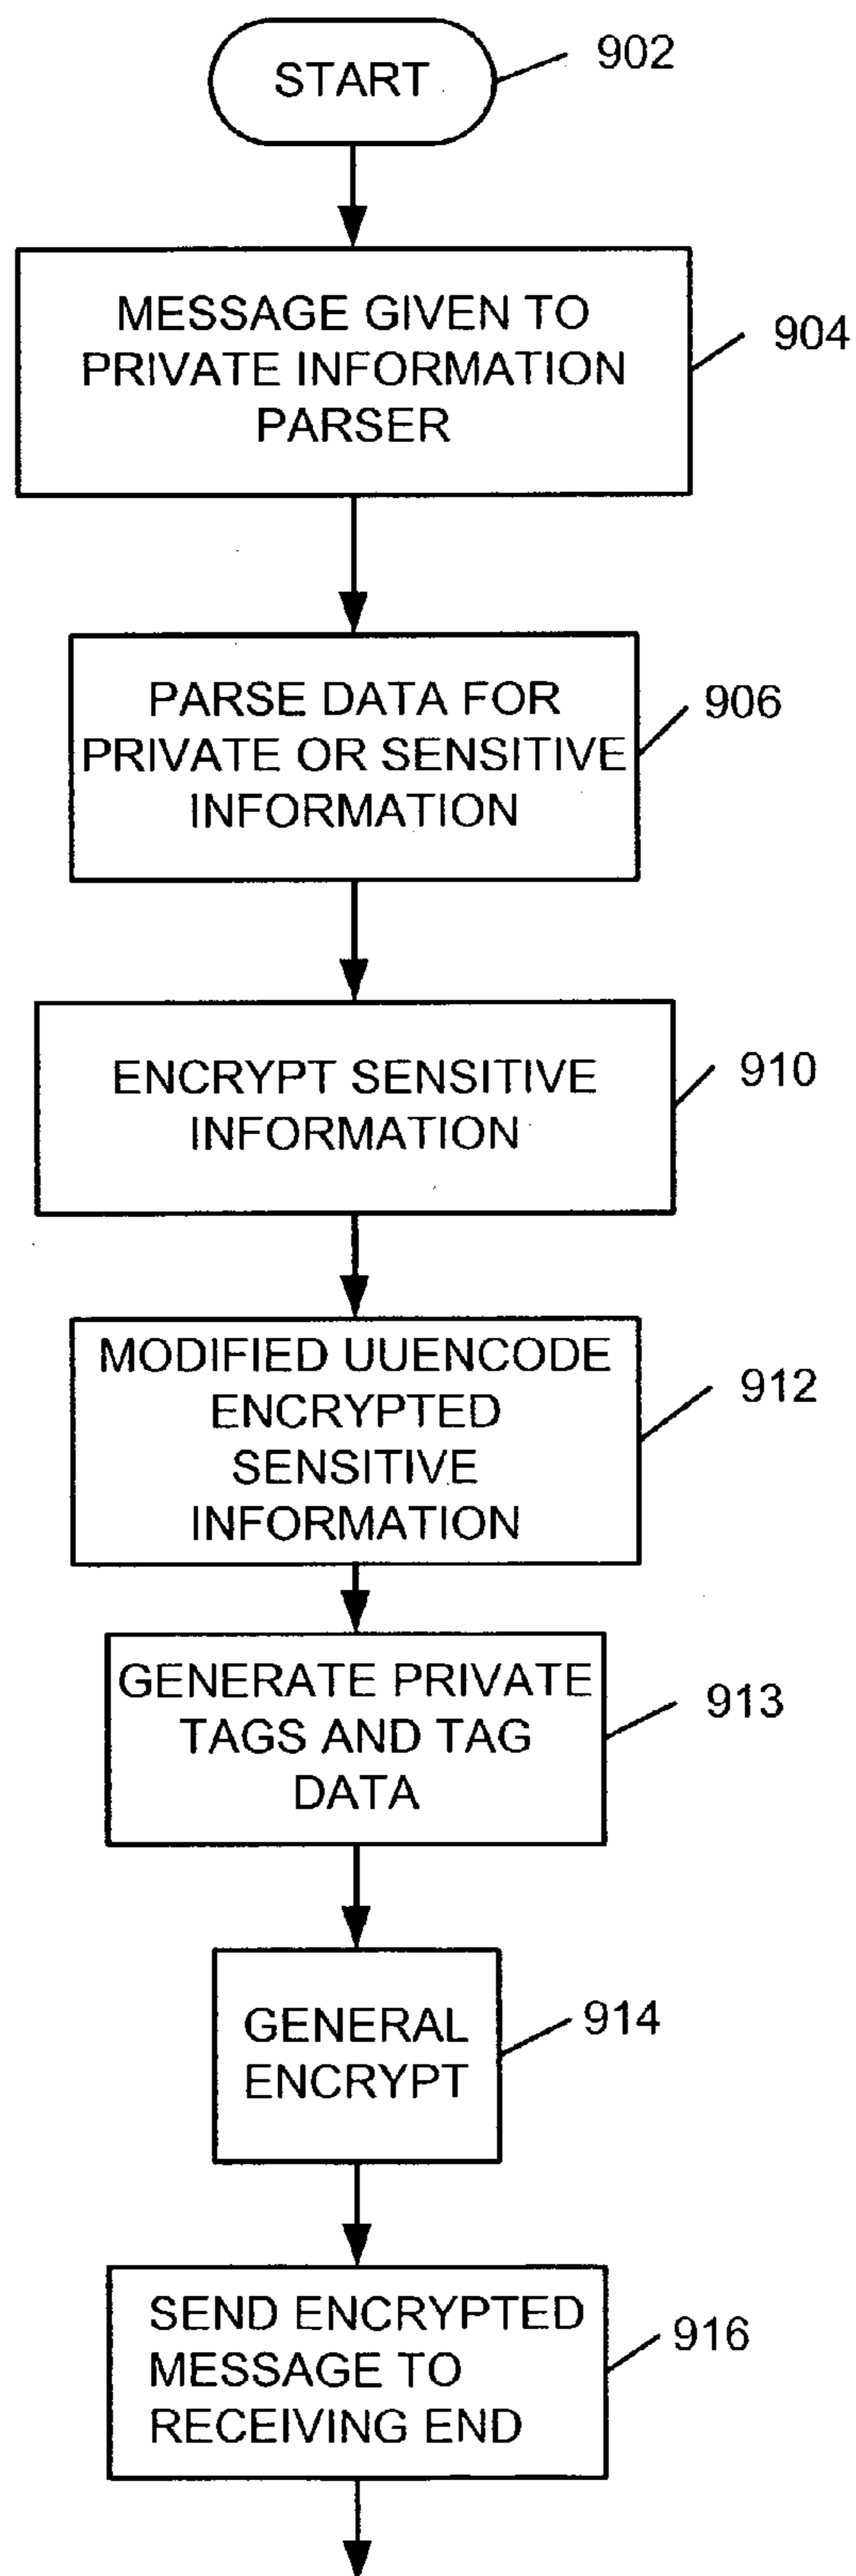 START
902
MESSAGE GIVEN TO
PRIVATE INFORMATION
PARSER
904
PARSE DATA FOR
PRIVATE OR SENSITIVE
INFORMATION
906
ENCRYPT SENSITIVE
INFORMATION
910
MODIFIED UUENCODE
ENCRYPTED
SENSITIVE
INFORMATION
912
GENERATE PRIVATE
TAGS AND TAG
DATA
913
GENERAL
ENCRYPT
914
SEND ENCRYPTED
MESSAGE TO
RECEIVING END
916